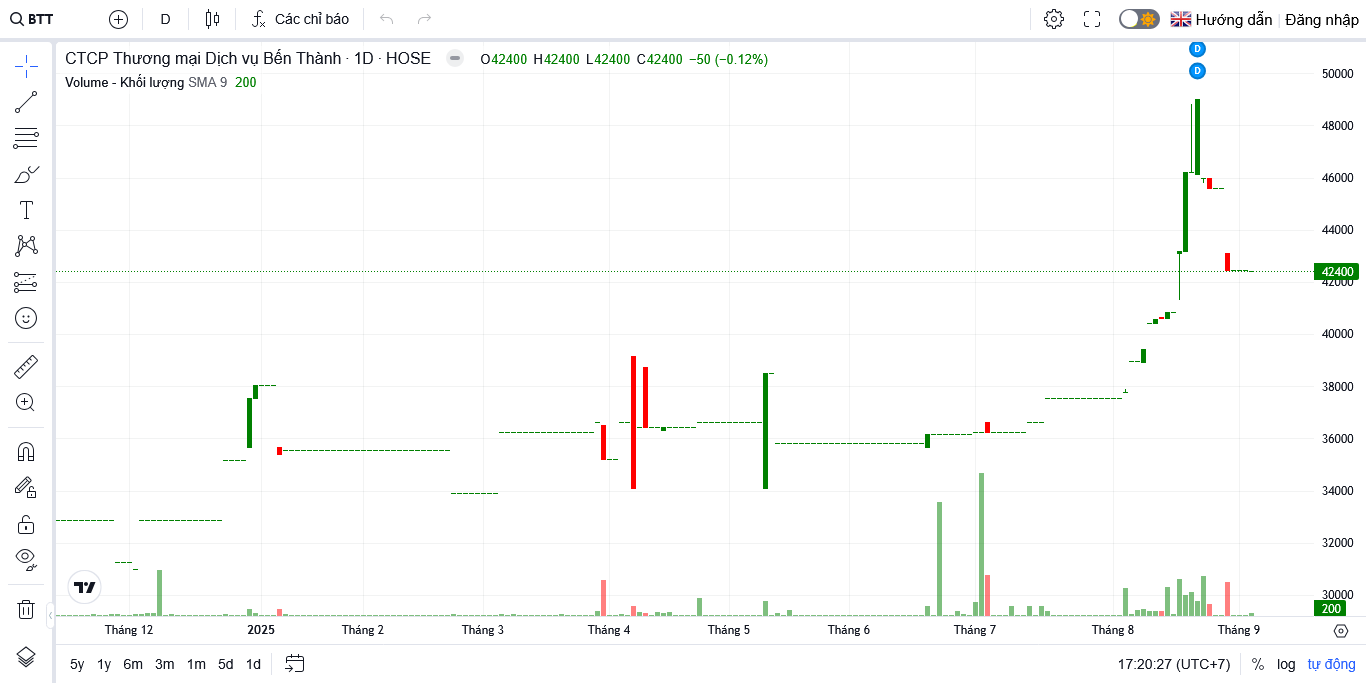 BTT D Các chỉ báo Hướng dẫn Đăng nhập
CTCP Thương mại Dịch vụ Bến Thành · 1D · HOSE O42400 H42400 L42400 C42400 −50 (−0.12%)
Volume - Khối lượng SMA 9 200
D
D
50000
48000
46000
44000
42400
42000
40000
38000
36000
34000
32000
30000
200
Tháng 12 2025 Tháng 2 Tháng 3 Tháng 4 Tháng 5 Tháng 6 Tháng 7 Tháng 8 Tháng 9
5y 1y 6m 3m 1m 5d 1d 17:20:27 (UTC+7) % log tự động